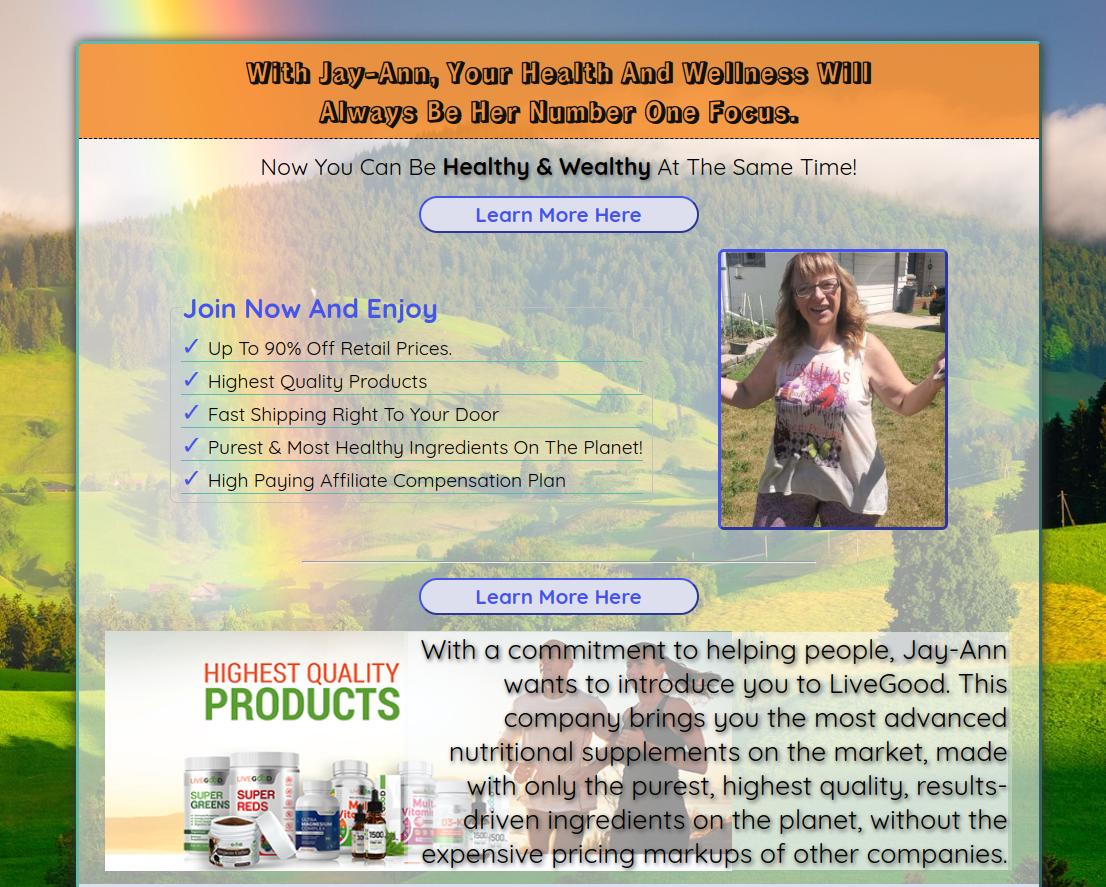 With Jay-Ann, Your Health And Wellness Will
Always Be Her Number One Focus.
Now You Can Be Healthy & Wealthy At The Same Time!
Learn More Here
Join Now And Enjoy
✓ Up To 90% Off Retail Prices.
✓ Highest Quality Products
✓ Fast Shipping Right To Your Door
✓ Purest & Most Healthy Ingredients On The Planet!
✓ High Paying Affiliate Compensation Plan
Learn More Here
HIGHEST QUALITY
PRODUCTS
With a commitment to helping people, Jay-Ann
wants to introduce you to LiveGood. This
company brings you the most advanced
nutritional supplements on the market, made
with only the purest, highest quality, results-
driven ingredients on the planet, without the
expensive pricing markups of other companies.
LIVEGOOD
SUPER
GREENS
LIVEGOOD
SUPER
REDS
ULTRA
MAGNESIUM
COMPLEX
1500
D3-K